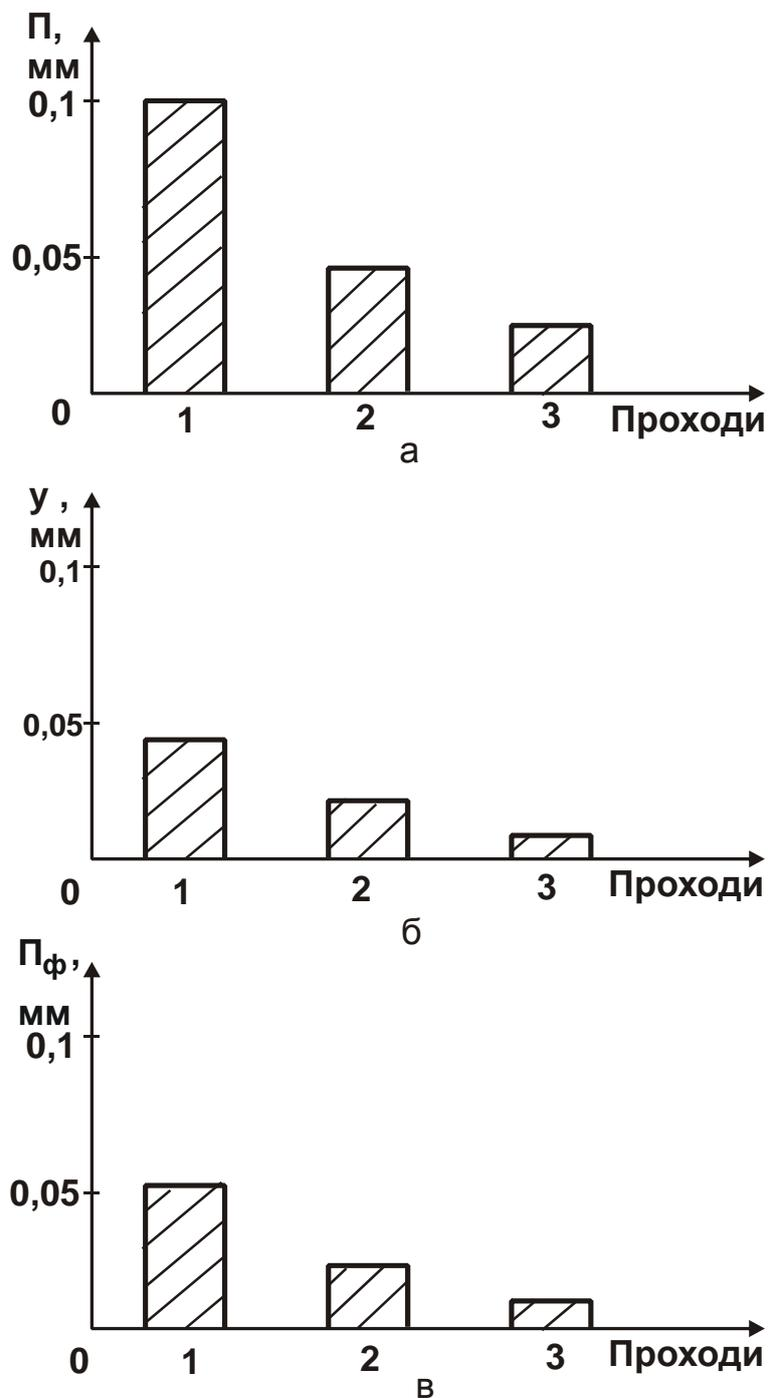 П,
мм
0,1
0,05
0 1 2 3 Проходи
а
у ,
мм
0,1
0,05
0 1 2 3 Проходи
б
Пф,
мм
0,1
0,05
0 1 2 3 Проходи
в